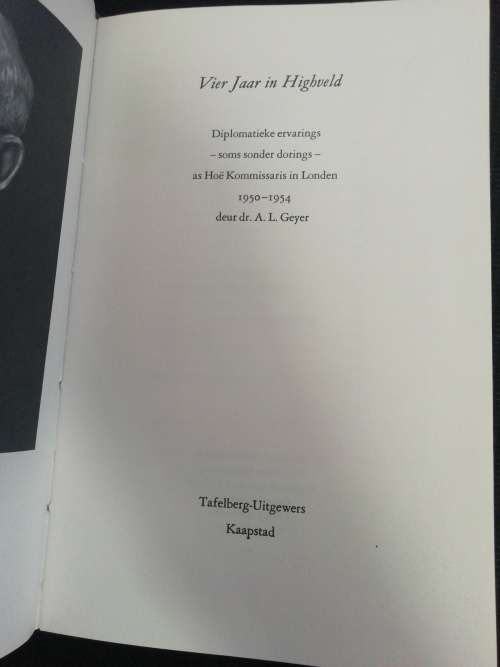 Vier Jaar in Highveld
Diplomatieke ervarings
– soms sonder dorings –
as Hoë Kommissaris in Londen
1950–1954
deur dr. A. L. Geyer
Tafelberg-Uitgewers
Kaapstad